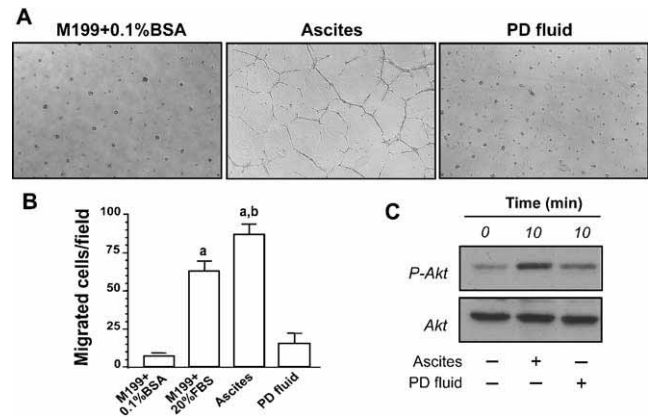 A
M199+0.1%BSA
Ascites
PD fluid
B
Migrated cells/field
100
75
50
25
a
a,b
M199+
0.1%BSA
M199+
20%FBS
Ascites
PD fluid
C
Time (min)
0 10 10
P-Akt
Akt
Ascites – + –
PD fluid – – +